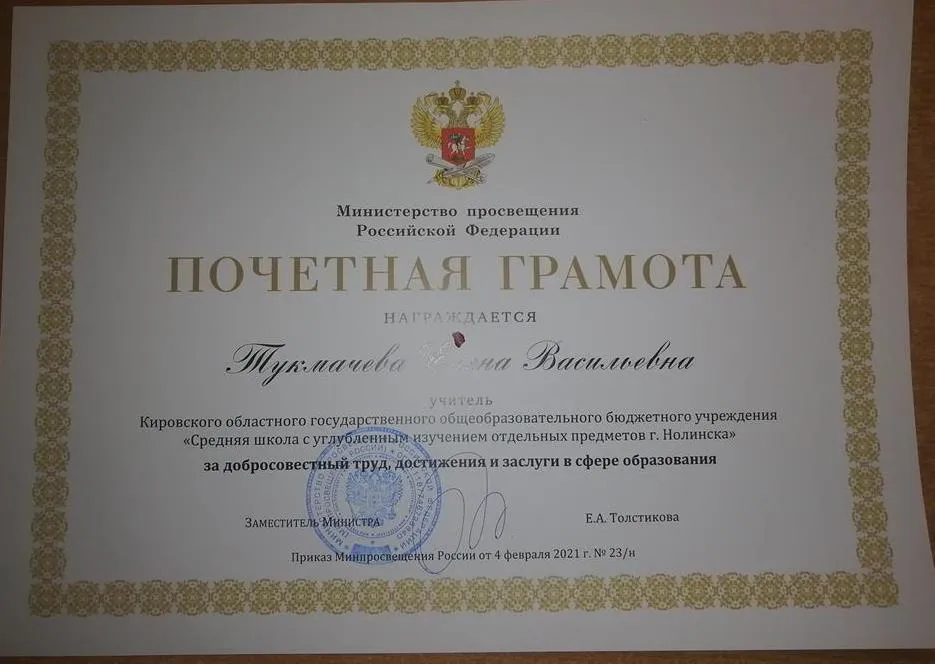 Министерство просвещения
Российской Федерации
ПОЧЕТНАЯ ГРАМОТА
НАГРАЖДАЕТСЯ
Тукмачева Васильевна
учитель
Кировского областного государственного общеобразовательного бюджетного учреждения
«Средняя школа с углубленным изучением отдельных предметов г. Нолинска»
за добросовестный труд, достижения и заслуги в сфере образования
Заместитель Министра
Е.А. Толстикова
Приказ Минпросвещения России от 4 февраля 2021 г. № 23/н